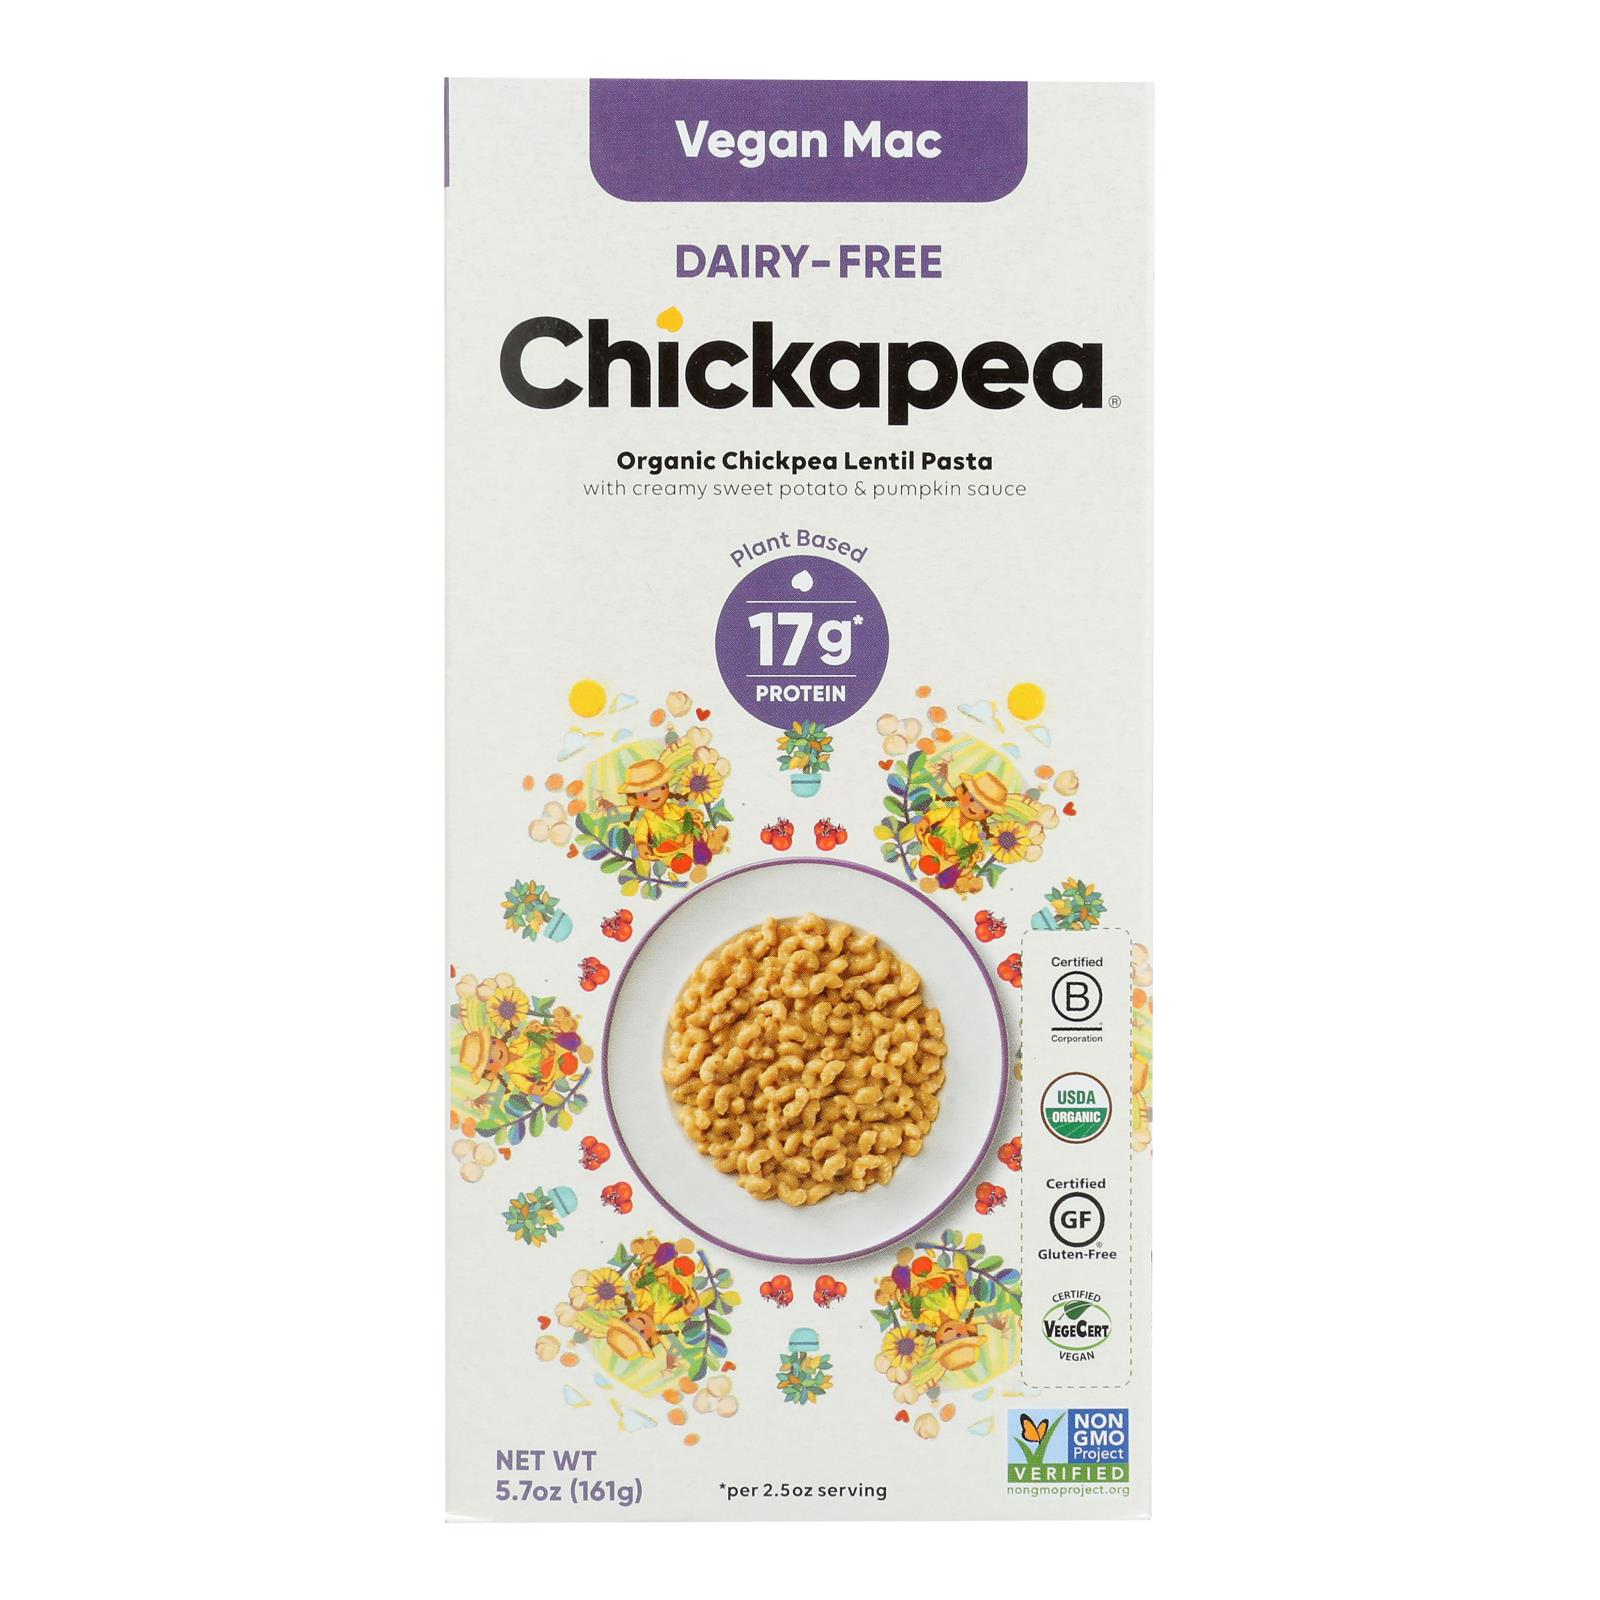 Vegan Mac
DAIRY-FREE
Chickapea®
Organic Chickpea Lentil Pasta
with creamy sweet potato & pumpkin sauce
Plant Based
17g*
PROTEIN
Certified
B
Corporation
USDA
ORGANIC
Certified
GF®
Gluten-Free
CERTIFIED
VEGECERT
VEGAN
NON
GMO
Project
VERIFIED
nongmoproject.org
NET WT
5.7oz (161g)
*per 2.5oz serving